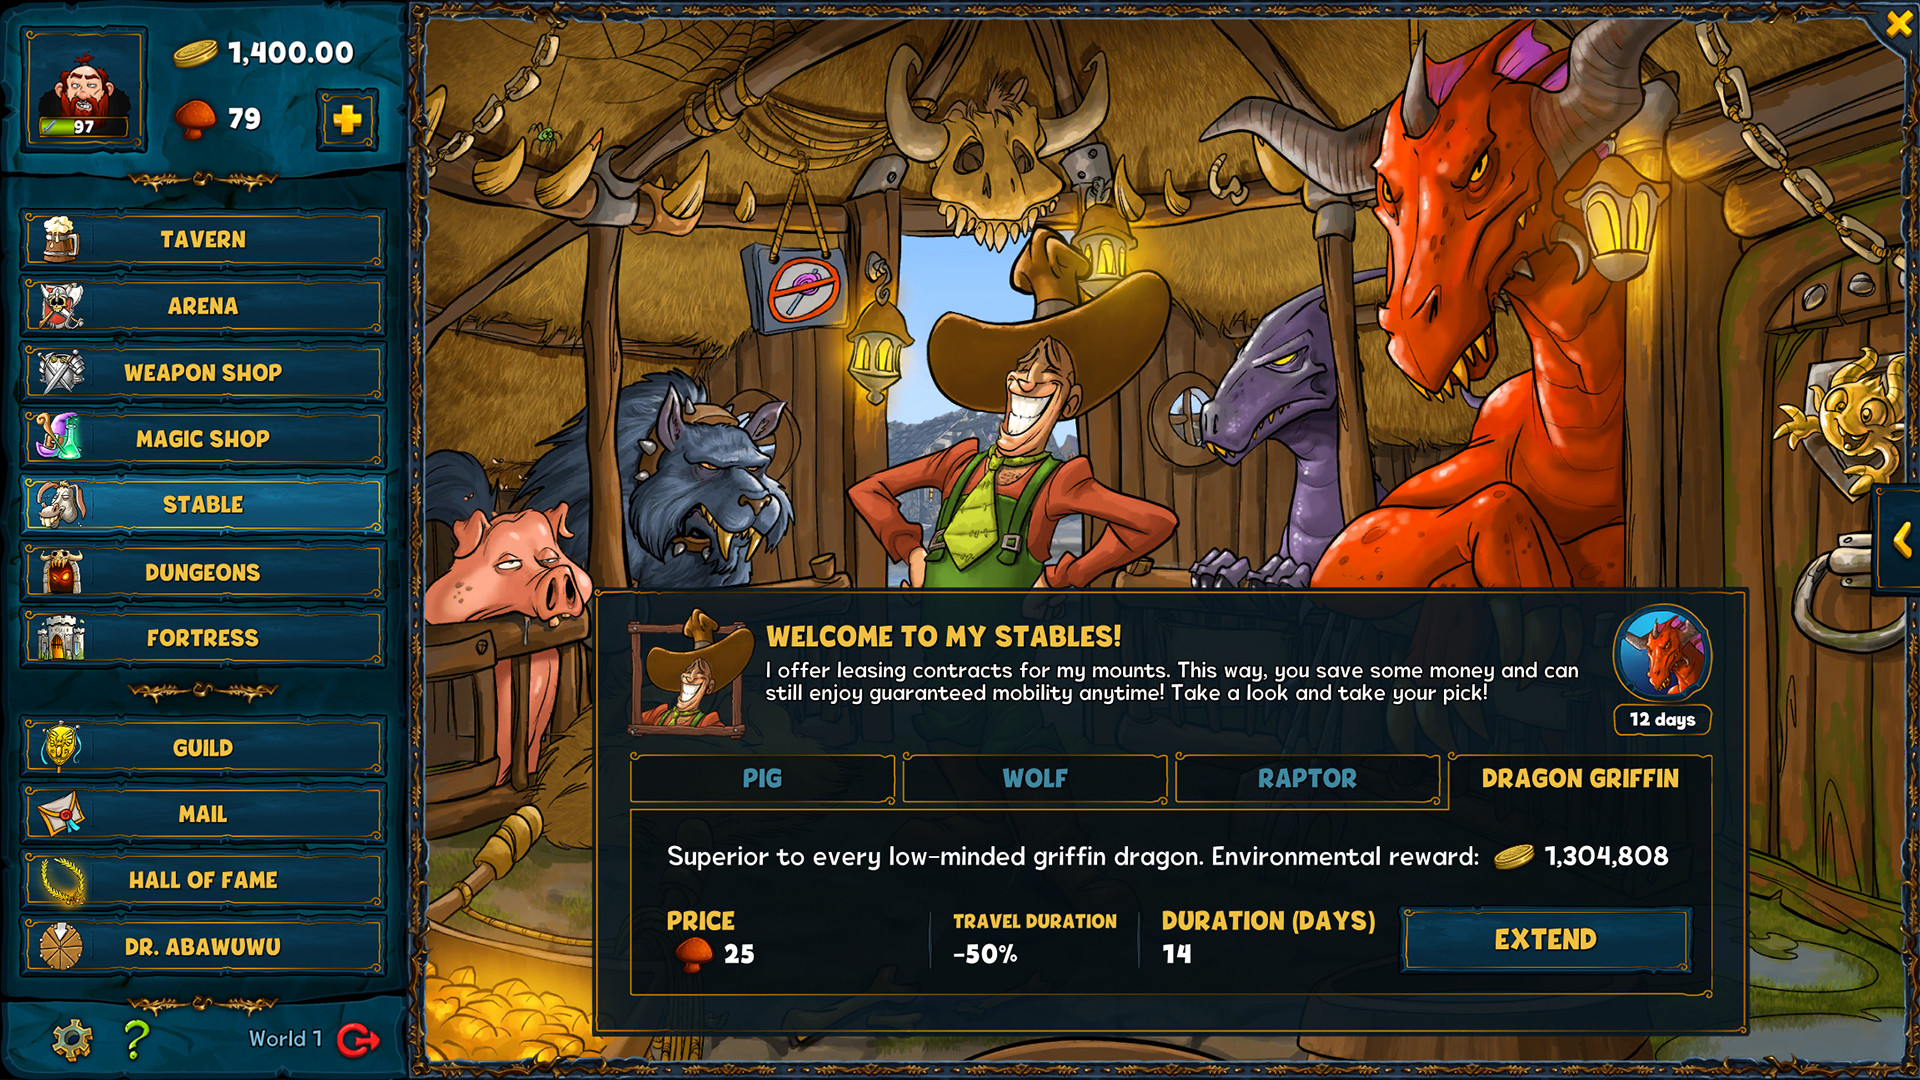 1,400.00
79
97
TAVERN
ARENA
WEAPON SHOP
MAGIC SHOP
STABLE
DUNGEONS
FORTRESS
GUILD
MAIL
HALL OF FAME
DR. ABAWUWU
World 1
WELCOME TO MY STABLES!
I offer leasing contracts for my mounts. This way, you save some money and can
still enjoy guaranteed mobility anytime! Take a look and take your pick!
12 days
PIG
WOLF
RAPTOR
DRAGON GRIFFIN
Superior to every low-minded griffin dragon. Environmental reward: 1,304,808
PRICE
25
TRAVEL DURATION
-50%
DURATION (DAYS)
14
EXTEND